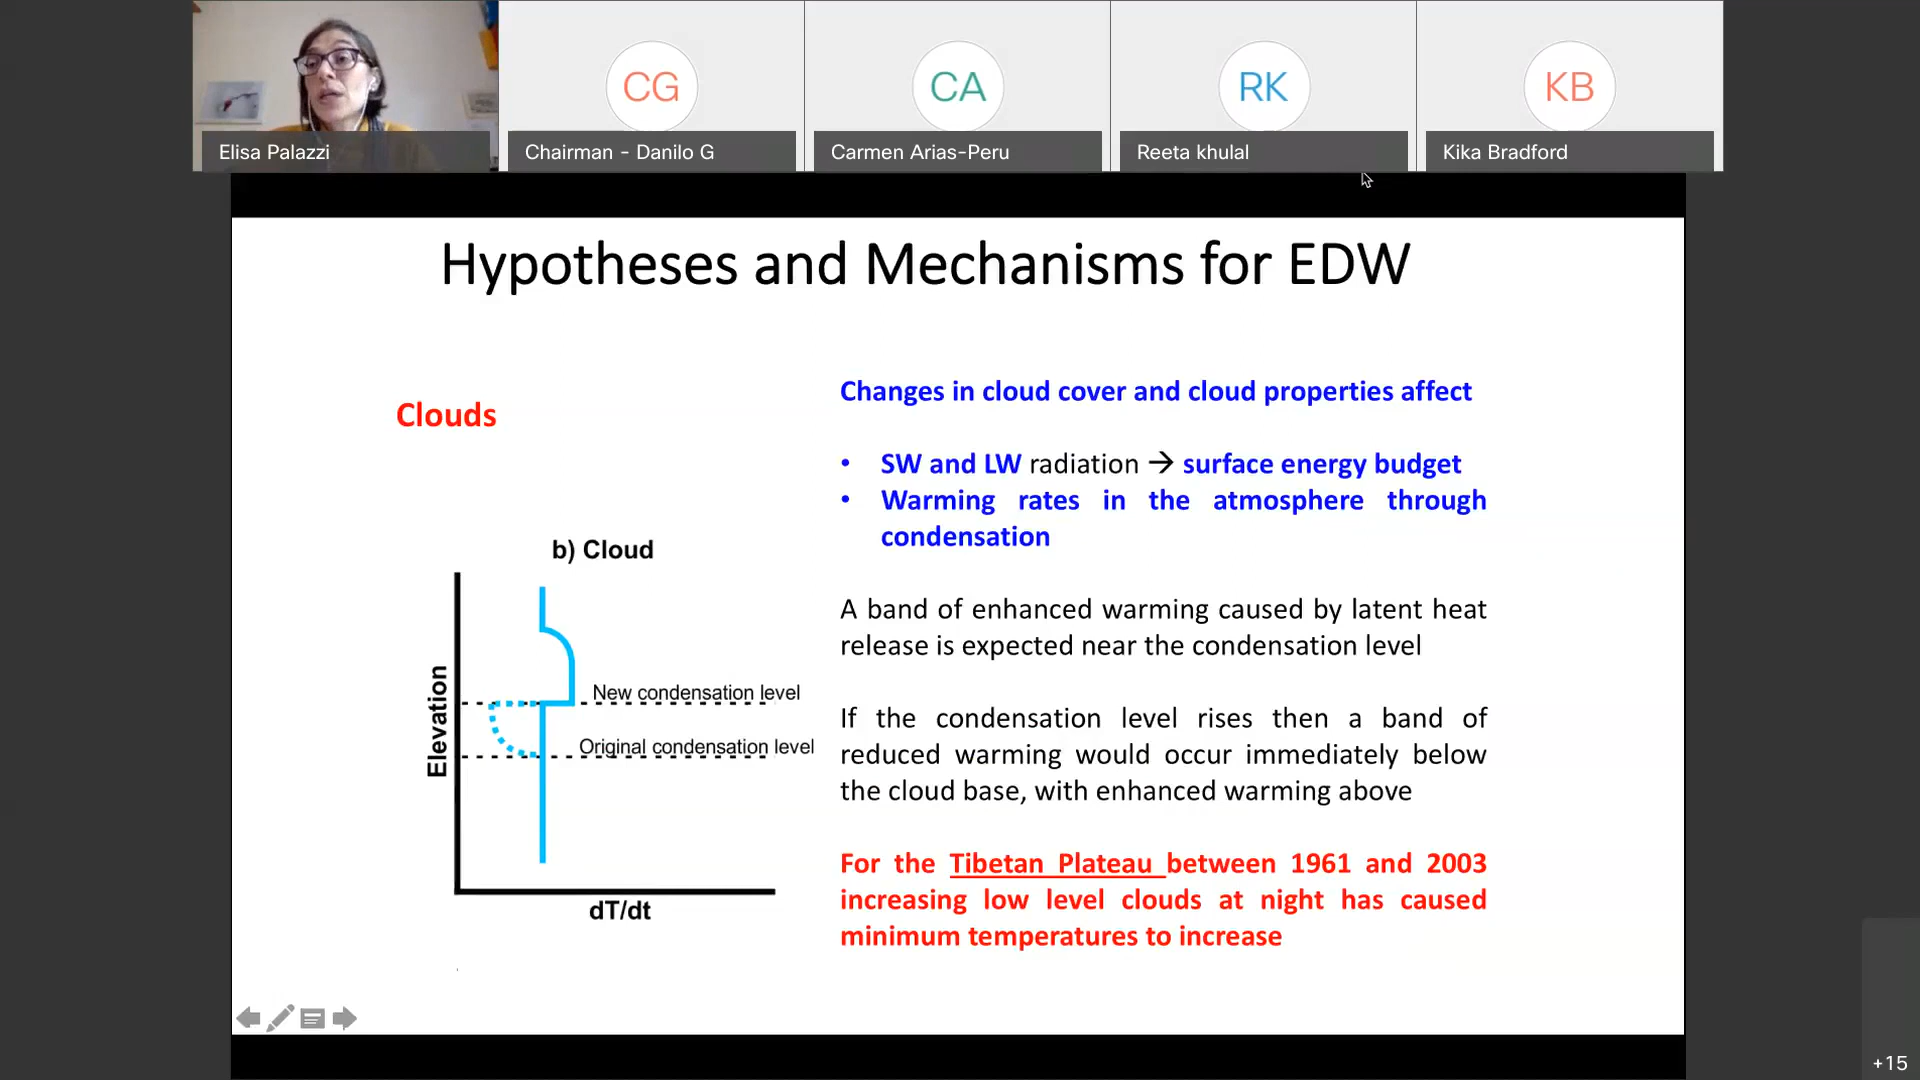 CG
CA
RK
KB
Elisa Palazzi
Chairman - Danilo G
Carmen Arias-Peru
Reeta khulal
Kika Bradford
Hypotheses and Mechanisms for EDW
Clouds
b) Cloud
Elevation
New condensation level
Original condensation level
dT/dt
Changes in cloud cover and cloud properties affect
• SW and LW radiation → surface energy budget
• Warming rates in the atmosphere through
condensation
A band of enhanced warming caused by latent heat
release is expected near the condensation level
If the condensation level rises then a band of
reduced warming would occur immediately below
the cloud base, with enhanced warming above
For the Tibetan Plateau between 1961 and 2003
increasing low level clouds at night has caused
minimum temperatures to increase
+15